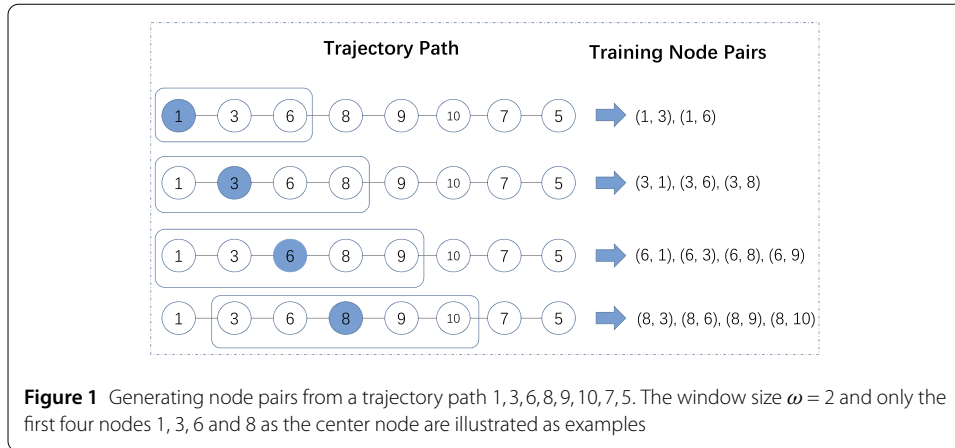 Trajectory Path Training Node Pairs
1 3 6 8 9 10 7 5 (1, 3), (1, 6)
1 3 6 8 9 10 7 5 (3, 1), (3, 6), (3, 8)
1 3 6 8 9 10 7 5 (6, 1), (6, 3), (6, 8), (6, 9)
1 3 6 8 9 10 7 5 (8, 3), (8, 6), (8, 9), (8, 10)
Figure 1 Generating node pairs from a trajectory path 1, 3, 6, 8, 9, 10, 7, 5. The window size ω = 2 and only the
first four nodes 1, 3, 6 and 8 as the center node are illustrated as examples